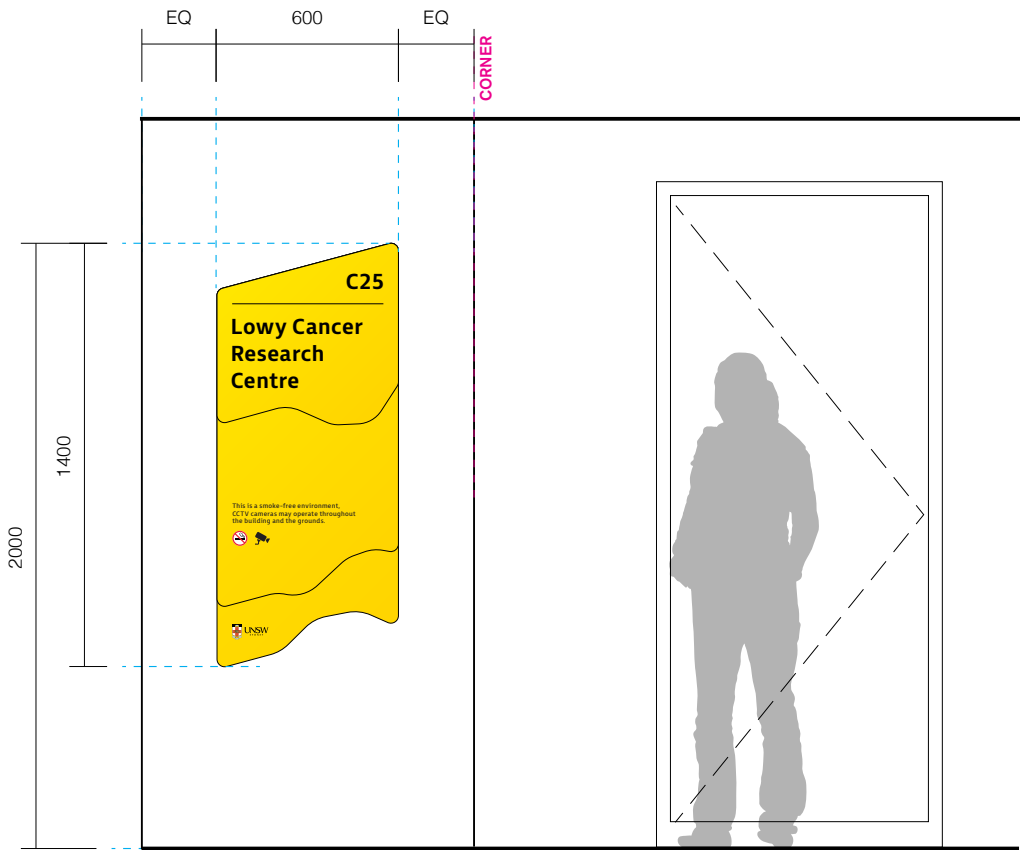 EQ
600
EQ
CORNER
C25
Lowy Cancer
Research
Centre
1400
2000
This is a smoke-free environment,
CCTV cameras may operate throughout
the building and the grounds.
UNSW